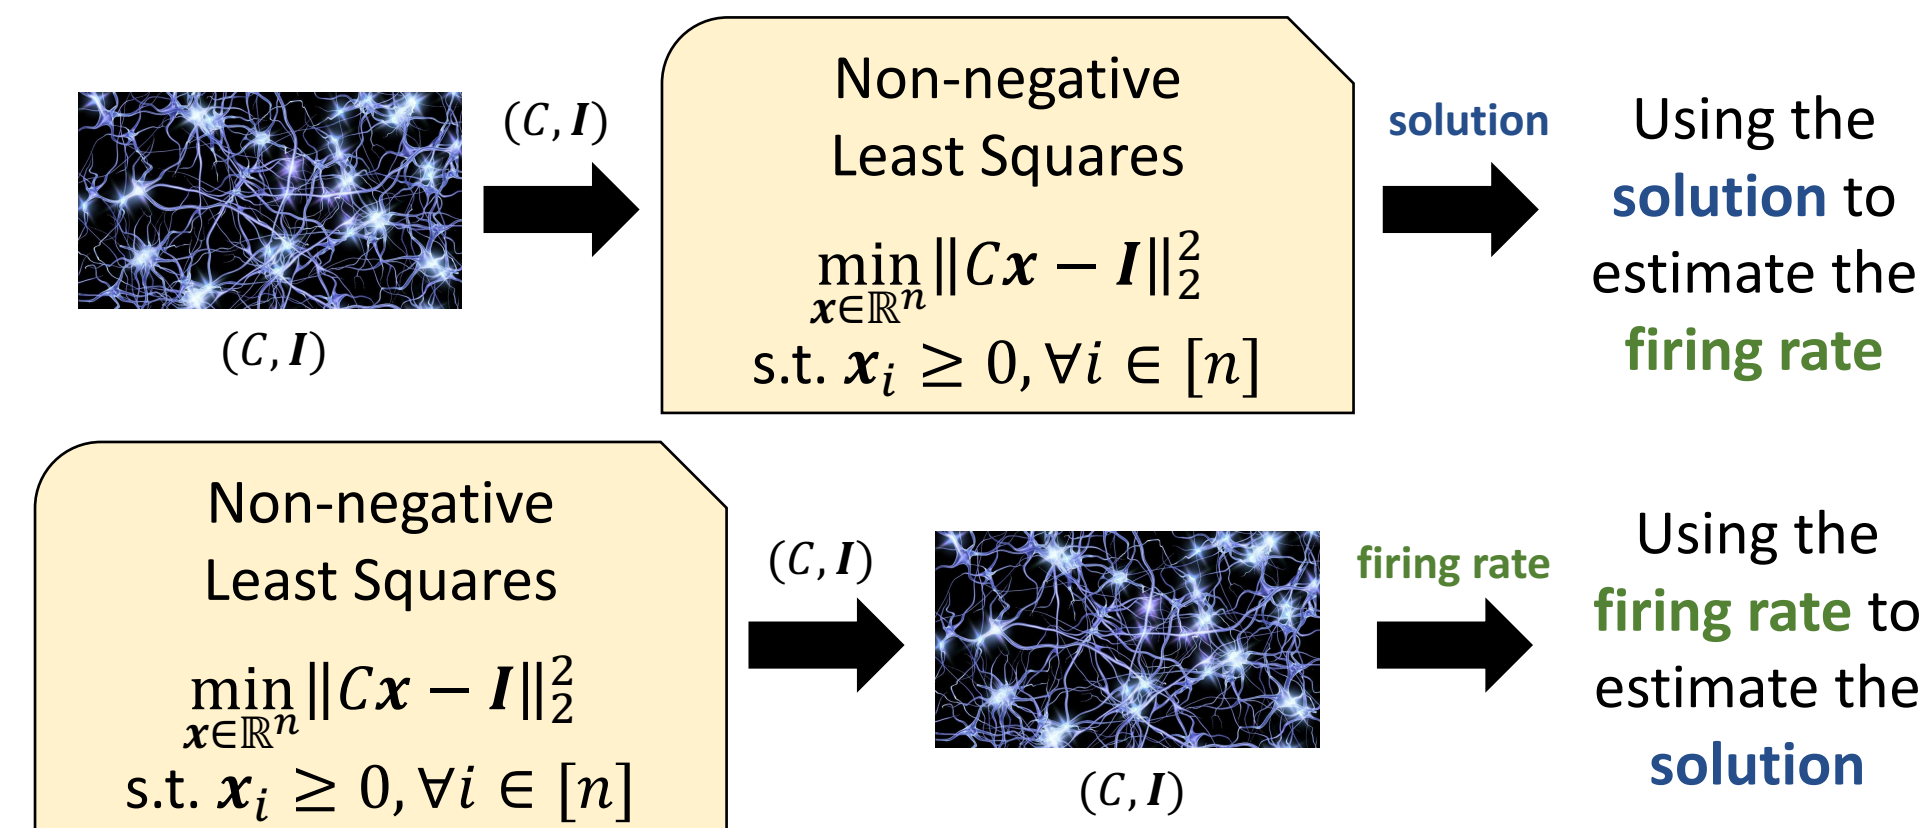 (C, I)
(C, I)
Non-negative
Least Squares
min ‖Cx − I‖₂²
x∈ℝⁿ
s.t. xᵢ ≥ 0, ∀i ∈ [n]
solution
Using the
solution to
estimate the
firing rate
Non-negative
Least Squares
min ‖Cx − I‖₂²
x∈ℝⁿ
s.t. xᵢ ≥ 0, ∀i ∈ [n]
(C, I)
(C, I)
firing rate
Using the
firing rate to
estimate the
solution